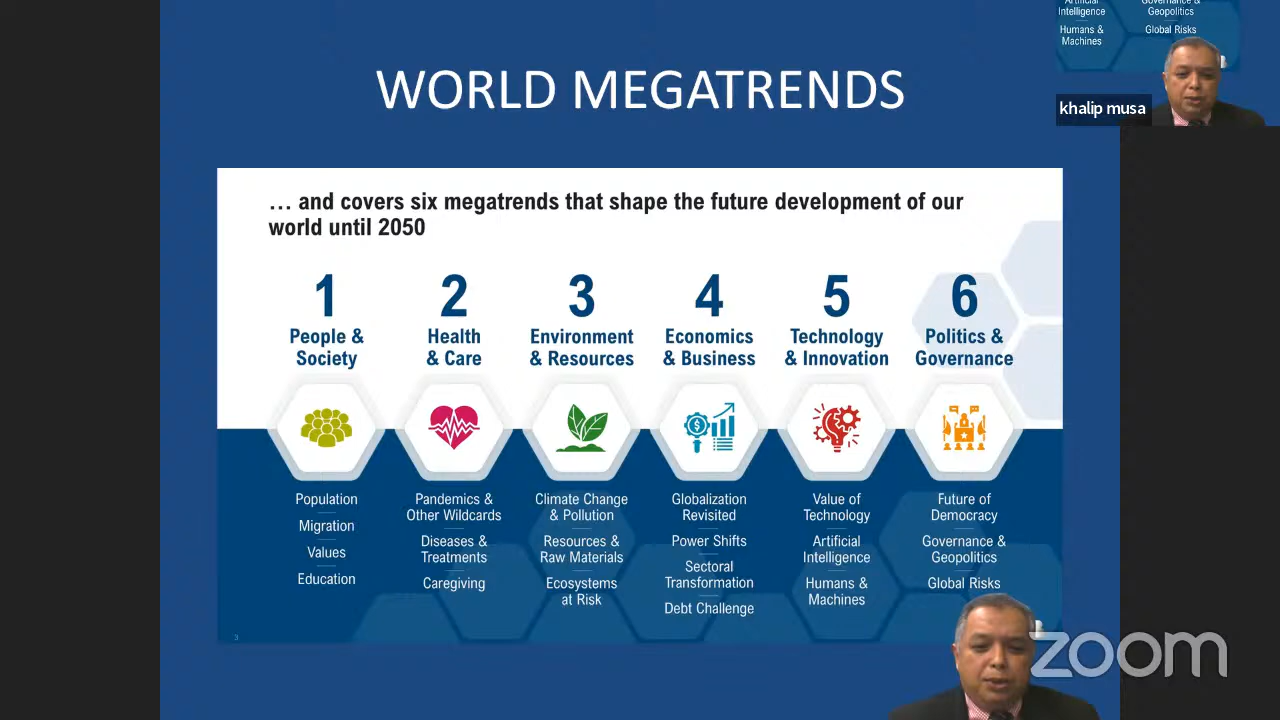 WORLD MEGATRENDS
Artificial
Intelligence
Humans &
Machines
Governance &
Geopolitics
Global Risks
khalip musa
… and covers six megatrends that shape the future development of our
world until 2050
1
People &
Society
Population
Migration
Values
Education
2
Health
& Care
Pandemics &
Other Wildcards
Diseases &
Treatments
Caregiving
3
Environment
& Resources
Climate Change
& Pollution
Resources &
Raw Materials
Ecosystems
at Risk
4
Economics
& Business
Globalization
Revisited
Power Shifts
Sectoral
Transformation
Debt Challenge
5
Technology
& Innovation
Value of
Technology
Artificial
Intelligence
Humans &
Machines
6
Politics &
Governance
Future of
Democracy
Governance &
Geopolitics
Global Risks
3
zoom